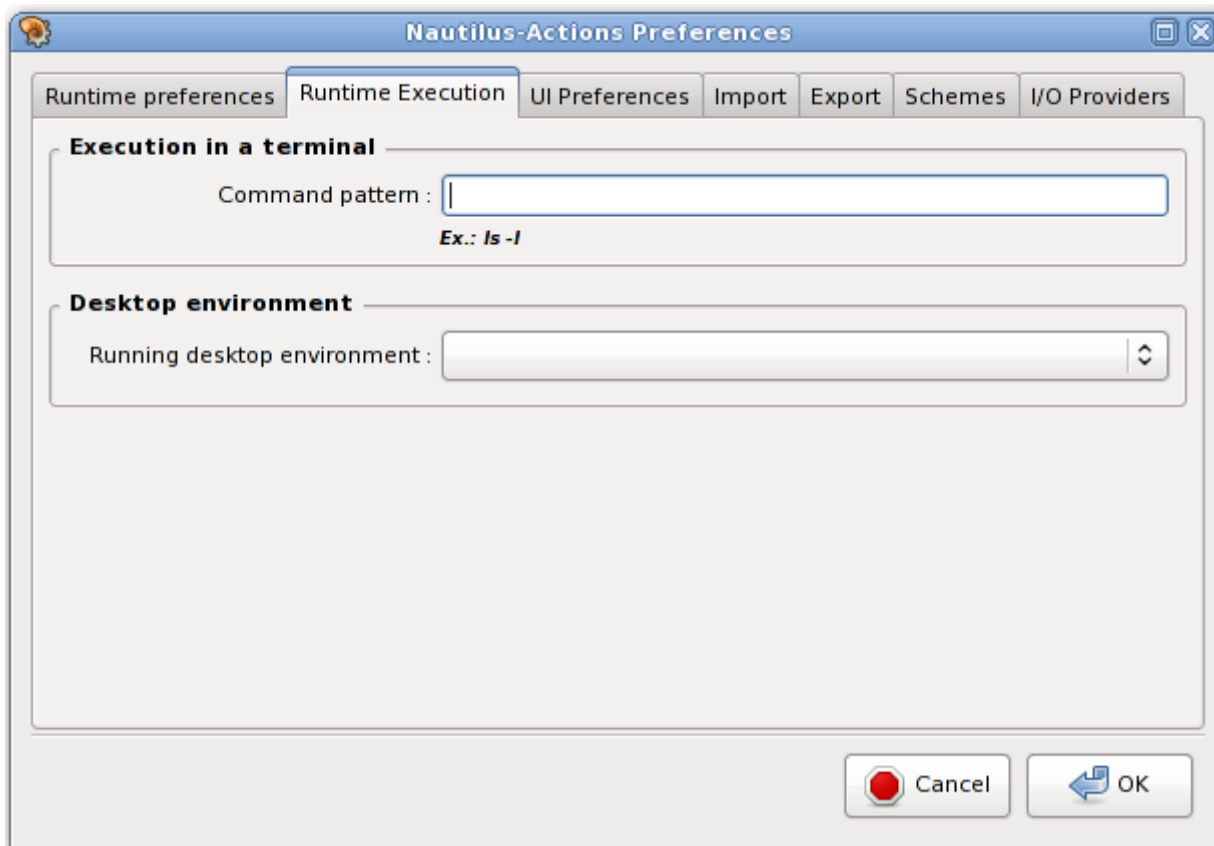 Nautilus-Actions Preferences
Runtime preferences Runtime Execution UI Preferences Import Export Schemes I/O Providers
Execution in a terminal
Command pattern :
Ex.: ls -l
Desktop environment
Running desktop environment :
Cancel OK